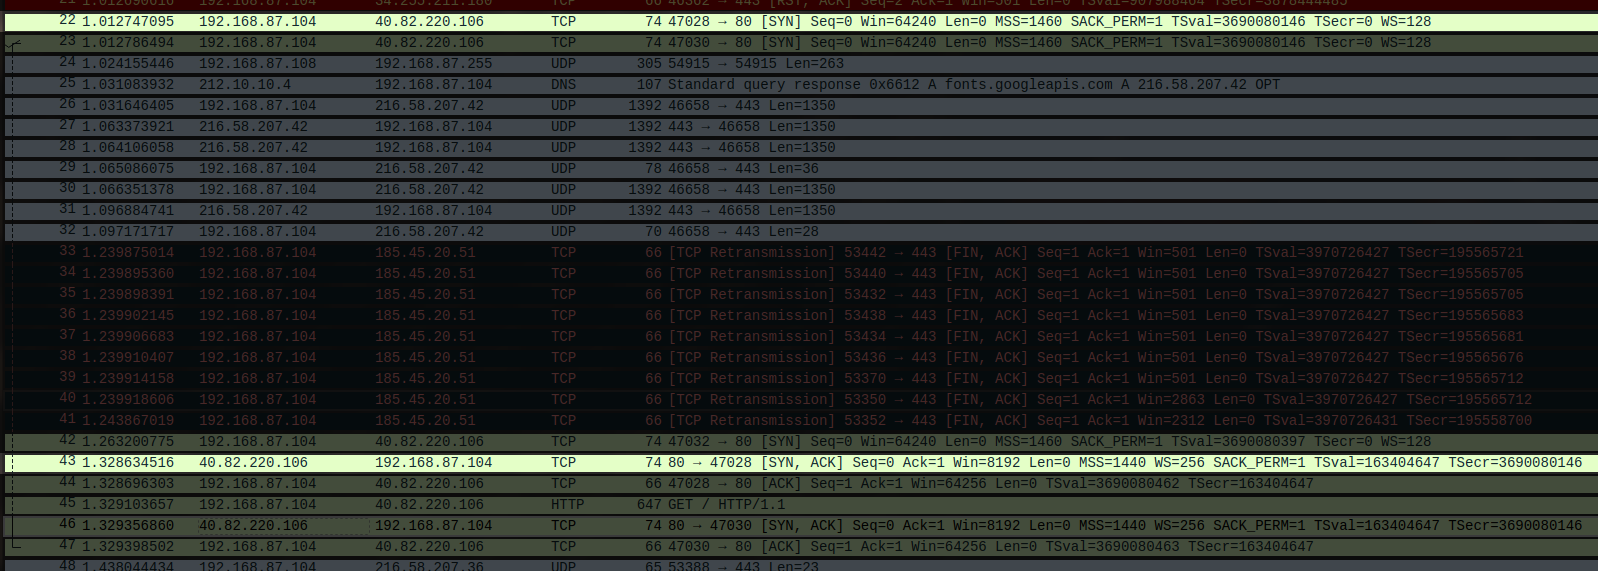 21 1.012690616 192.168.87.104 34.253.211.180 TCP 66 46362 → 443 [RST, ACK] Seq=2 Ack=1 Win=501 Len=0 TSval=907988464 TSecr=3878444485
22 1.012747095 192.168.87.104 40.82.220.106 TCP 74 47028 → 80 [SYN] Seq=0 Win=64240 Len=0 MSS=1460 SACK_PERM=1 TSval=3690080146 TSecr=0 WS=128
23 1.012786494 192.168.87.104 40.82.220.106 TCP 74 47030 → 80 [SYN] Seq=0 Win=64240 Len=0 MSS=1460 SACK_PERM=1 TSval=3690080146 TSecr=0 WS=128
24 1.024155446 192.168.87.108 192.168.87.255 UDP 305 54915 → 54915 Len=263
25 1.031083932 212.10.10.4 192.168.87.104 DNS 107 Standard query response 0x6612 A fonts.googleapis.com A 216.58.207.42 OPT
26 1.031646405 192.168.87.104 216.58.207.42 UDP 1392 46658 → 443 Len=1350
27 1.063373921 216.58.207.42 192.168.87.104 UDP 1392 443 → 46658 Len=1350
28 1.064106058 216.58.207.42 192.168.87.104 UDP 1392 443 → 46658 Len=1350
29 1.065086075 192.168.87.104 216.58.207.42 UDP 78 46658 → 443 Len=36
30 1.066351378 192.168.87.104 216.58.207.42 UDP 1392 46658 → 443 Len=1350
31 1.096884741 216.58.207.42 192.168.87.104 UDP 1392 443 → 46658 Len=1350
32 1.097171717 192.168.87.104 216.58.207.42 UDP 70 46658 → 443 Len=28
33 1.239875014 192.168.87.104 185.45.20.51 TCP 66 [TCP Retransmission] 53442 → 443 [FIN, ACK] Seq=1 Ack=1 Win=501 Len=0 TSval=3970726427 TSecr=195565721
34 1.239895360 192.168.87.104 185.45.20.51 TCP 66 [TCP Retransmission] 53440 → 443 [FIN, ACK] Seq=1 Ack=1 Win=501 Len=0 TSval=3970726427 TSecr=195565705
35 1.239898391 192.168.87.104 185.45.20.51 TCP 66 [TCP Retransmission] 53432 → 443 [FIN, ACK] Seq=1 Ack=1 Win=501 Len=0 TSval=3970726427 TSecr=195565705
36 1.239902145 192.168.87.104 185.45.20.51 TCP 66 [TCP Retransmission] 53438 → 443 [FIN, ACK] Seq=1 Ack=1 Win=501 Len=0 TSval=3970726427 TSecr=195565683
37 1.239906683 192.168.87.104 185.45.20.51 TCP 66 [TCP Retransmission] 53434 → 443 [FIN, ACK] Seq=1 Ack=1 Win=501 Len=0 TSval=3970726427 TSecr=195565681
38 1.239910407 192.168.87.104 185.45.20.51 TCP 66 [TCP Retransmission] 53436 → 443 [FIN, ACK] Seq=1 Ack=1 Win=501 Len=0 TSval=3970726427 TSecr=195565676
39 1.239914158 192.168.87.104 185.45.20.51 TCP 66 [TCP Retransmission] 53370 → 443 [FIN, ACK] Seq=1 Ack=1 Win=501 Len=0 TSval=3970726427 TSecr=195565712
40 1.239918606 192.168.87.104 185.45.20.51 TCP 66 [TCP Retransmission] 53350 → 443 [FIN, ACK] Seq=1 Ack=1 Win=2863 Len=0 TSval=3970726427 TSecr=195565712
41 1.243867019 192.168.87.104 185.45.20.51 TCP 66 [TCP Retransmission] 53352 → 443 [FIN, ACK] Seq=1 Ack=1 Win=2312 Len=0 TSval=3970726431 TSecr=195558700
42 1.263200775 192.168.87.104 40.82.220.106 TCP 74 47032 → 80 [SYN] Seq=0 Win=64240 Len=0 MSS=1460 SACK_PERM=1 TSval=3690080397 TSecr=0 WS=128
43 1.328634516 40.82.220.106 192.168.87.104 TCP 74 80 → 47028 [SYN, ACK] Seq=0 Ack=1 Win=8192 Len=0 MSS=1440 WS=256 SACK_PERM=1 TSval=163404647 TSecr=3690080146
44 1.328696303 192.168.87.104 40.82.220.106 TCP 66 47028 → 80 [ACK] Seq=1 Ack=1 Win=64256 Len=0 TSval=3690080462 TSecr=163404647
45 1.329103657 192.168.87.104 40.82.220.106 HTTP 647 GET / HTTP/1.1
46 1.329356860 40.82.220.106 192.168.87.104 TCP 74 80 → 47030 [SYN, ACK] Seq=0 Ack=1 Win=8192 Len=0 MSS=1440 WS=256 SACK_PERM=1 TSval=163404647 TSecr=3690080146
47 1.329398502 192.168.87.104 40.82.220.106 TCP 66 47030 → 80 [ACK] Seq=1 Ack=1 Win=64256 Len=0 TSval=3690080463 TSecr=163404647
48 1.438044434 192.168.87.104 216.58.207.36 UDP 65 53388 → 443 Len=23